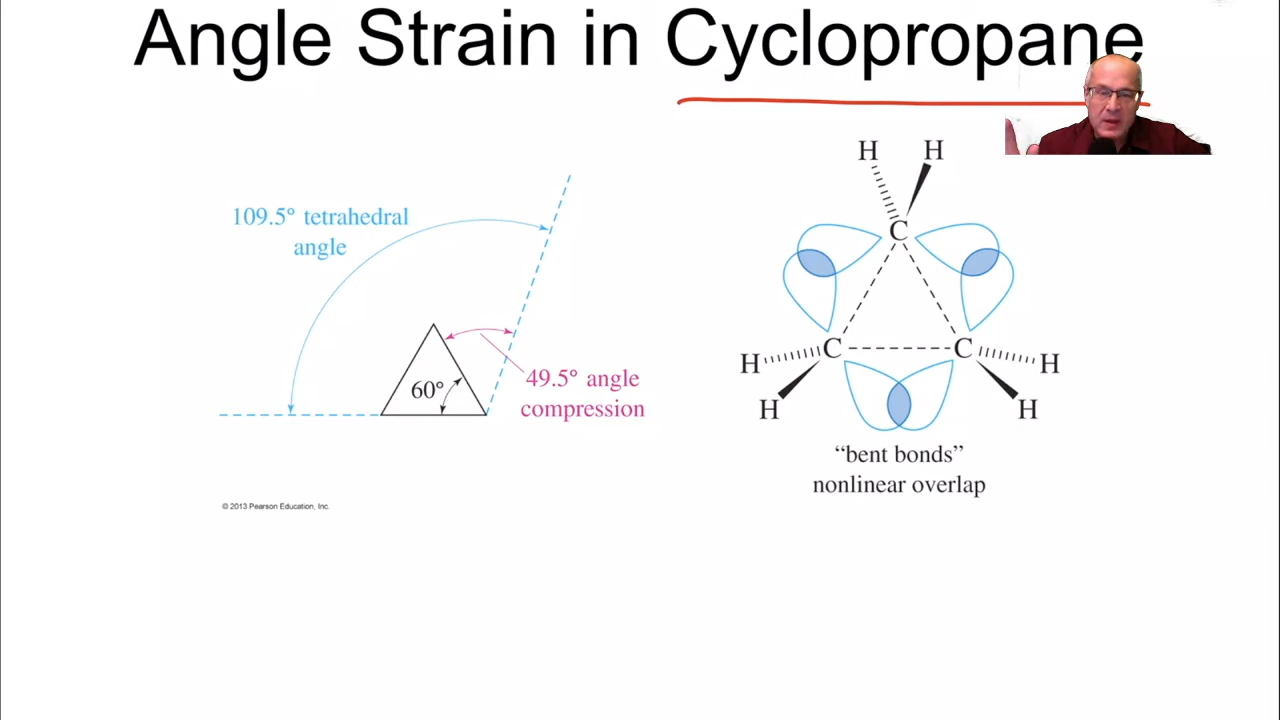 Angle Strain in Cyclopropane
109.5° tetrahedral
angle
60°
49.5° angle
compression
© 2013 Pearson Education, Inc.
H H
C
C C
H H
H H
“bent bonds”
nonlinear overlap